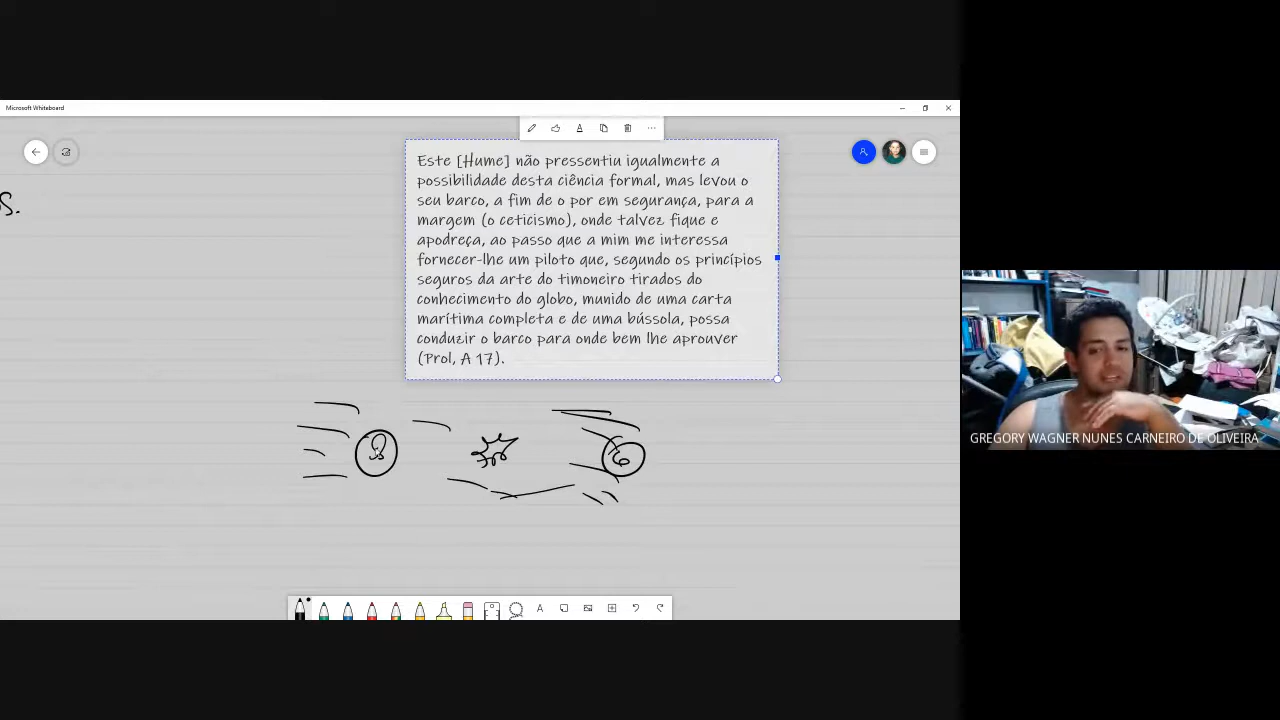 Microsoft Whiteboard
s.
Este [Hume] não pressentiu igualmente a
possibilidade desta ciência formal, mas levou o
seu barco, a fim de o por em segurança, para a
margem (o ceticismo), onde talvez fique e
apodreça, ao passo que a mim me interessa
fornecer-lhe um piloto que, segundo os princípios
seguros da arte do timoneiro tirados do
conhecimento do globo, munido de uma carta
marítima completa e de uma bússola, possa
conduzir o barco para onde bem lhe aprouver
(Prol, A 17).
GREGORY WAGNER NUNES CARNEIRO DE OLIVEIRA